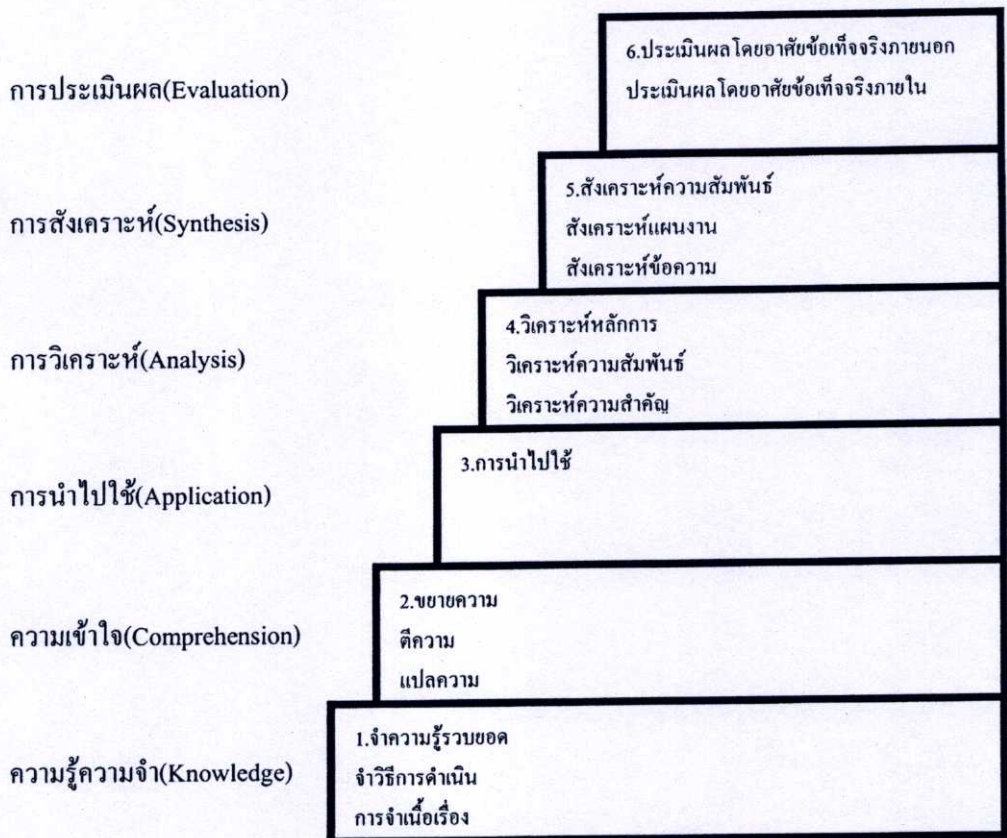 6.ประเมินผลโดยอาศัยข้อเท็จจริงภายนอก
การประเมินผล(Evaluation)
ประเมินผลโดยอาศัยข้อเท็จจริงภายใน
5.สังเคราะห์ความสัมพันธ์
การสังเคราะห์(Synthesis)
สังเคราะห์แผนงาน
สังเคราะห์ข้อความ
4.วิเคราะห์หลักการ
การวิเคราะห์(Analysis)
วิเคราะห์ความสัมพันธ์
วิเคราะห์ความสำคัญ
3.การนำไปใช้
การนำไปใช้(Application)
2.ขยายความ
ความเข้าใจ(Comprehension)
ตีความ
แปลความ
1.จำความรู้รวบยอด
ความรู้ความจำ(Knowledge)
จำวิธีการดำเนิน
การจำเนื้อเรื่อง